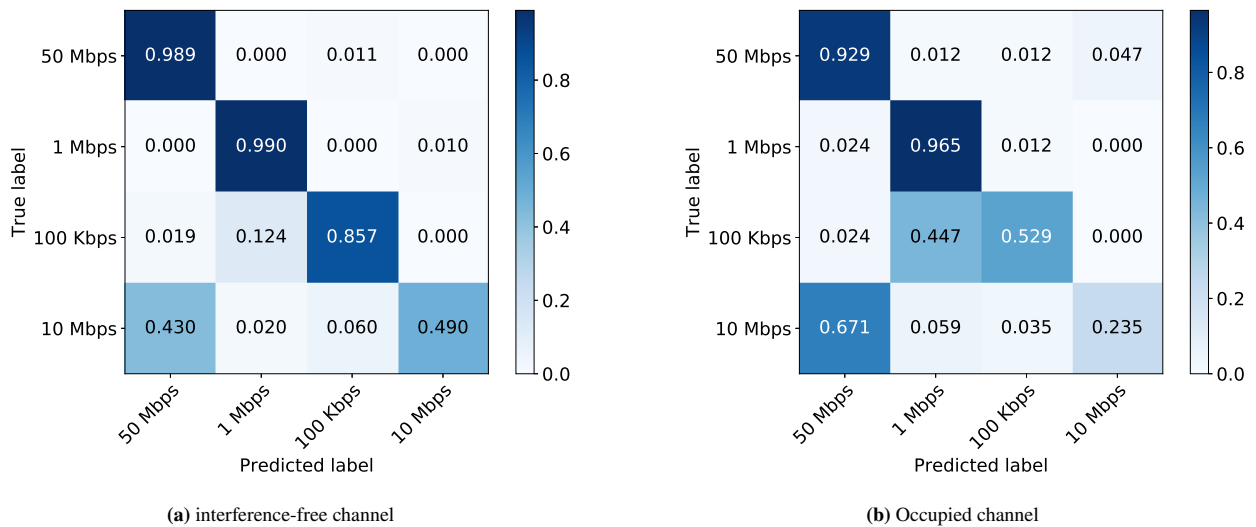 50 Mbps 0.989 0.000 0.011 0.000
1 Mbps 0.000 0.990 0.000 0.010
100 Kbps 0.019 0.124 0.857 0.000
10 Mbps 0.430 0.020 0.060 0.490
True label
50 Mbps 1 Mbps 100 Kbps 10 Mbps
Predicted label
0.8
0.6
0.4
0.2
0.0
(a) interference-free channel
50 Mbps 0.929 0.012 0.012 0.047
1 Mbps 0.024 0.965 0.012 0.000
100 Kbps 0.024 0.447 0.529 0.000
10 Mbps 0.671 0.059 0.035 0.235
True label
50 Mbps 1 Mbps 100 Kbps 10 Mbps
Predicted label
0.8
0.6
0.4
0.2
0.0
(b) Occupied channel